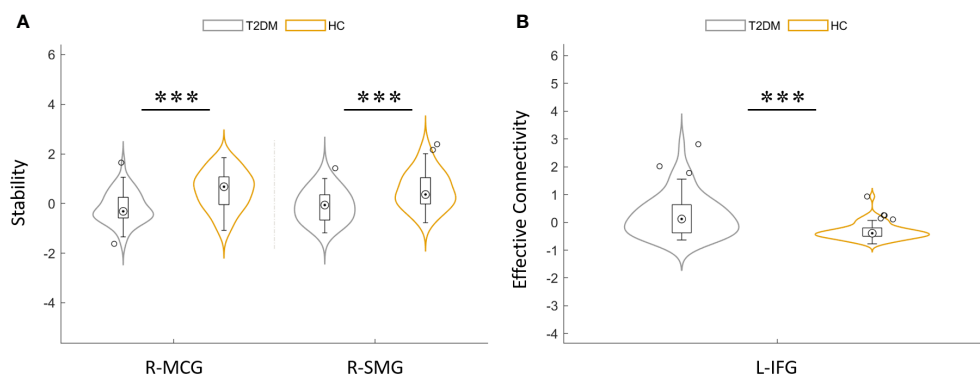 A
T2DM HC
6
4
2
0
-2
-4
Stability
*** ***
R-MCG R-SMG
B
T2DM HC
6
5
4
3
2
1
0
-1
-2
-3
-4
Effective Connectivity
***
L-IFG